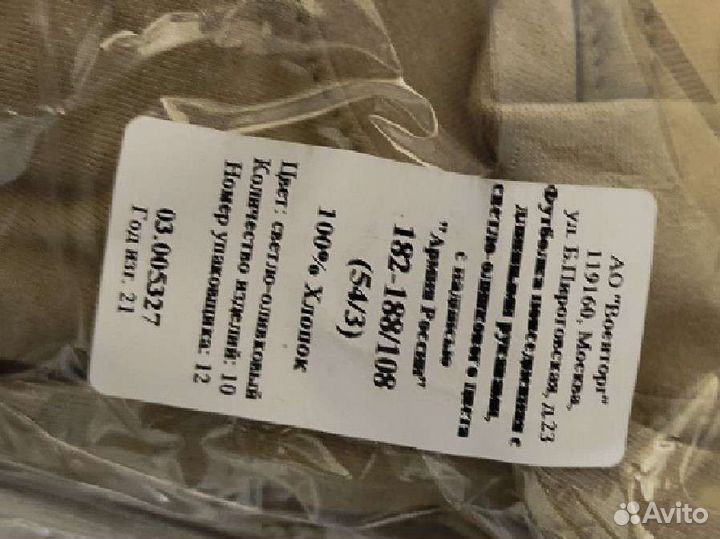 АО "Военторг"
119160, Москва,
ул. Б.Пироговская, д.23
Футболка повседневная с
длинным рукавом,
светло-оливкового цвета
с надписью
"Армия России"
182-188/108
(54/3)
100% Хлопок
Цвет: светло-оливковый
Количество изделий: 10
Номер упаковщика: 12
03.005327
Год изг. 21
Avito